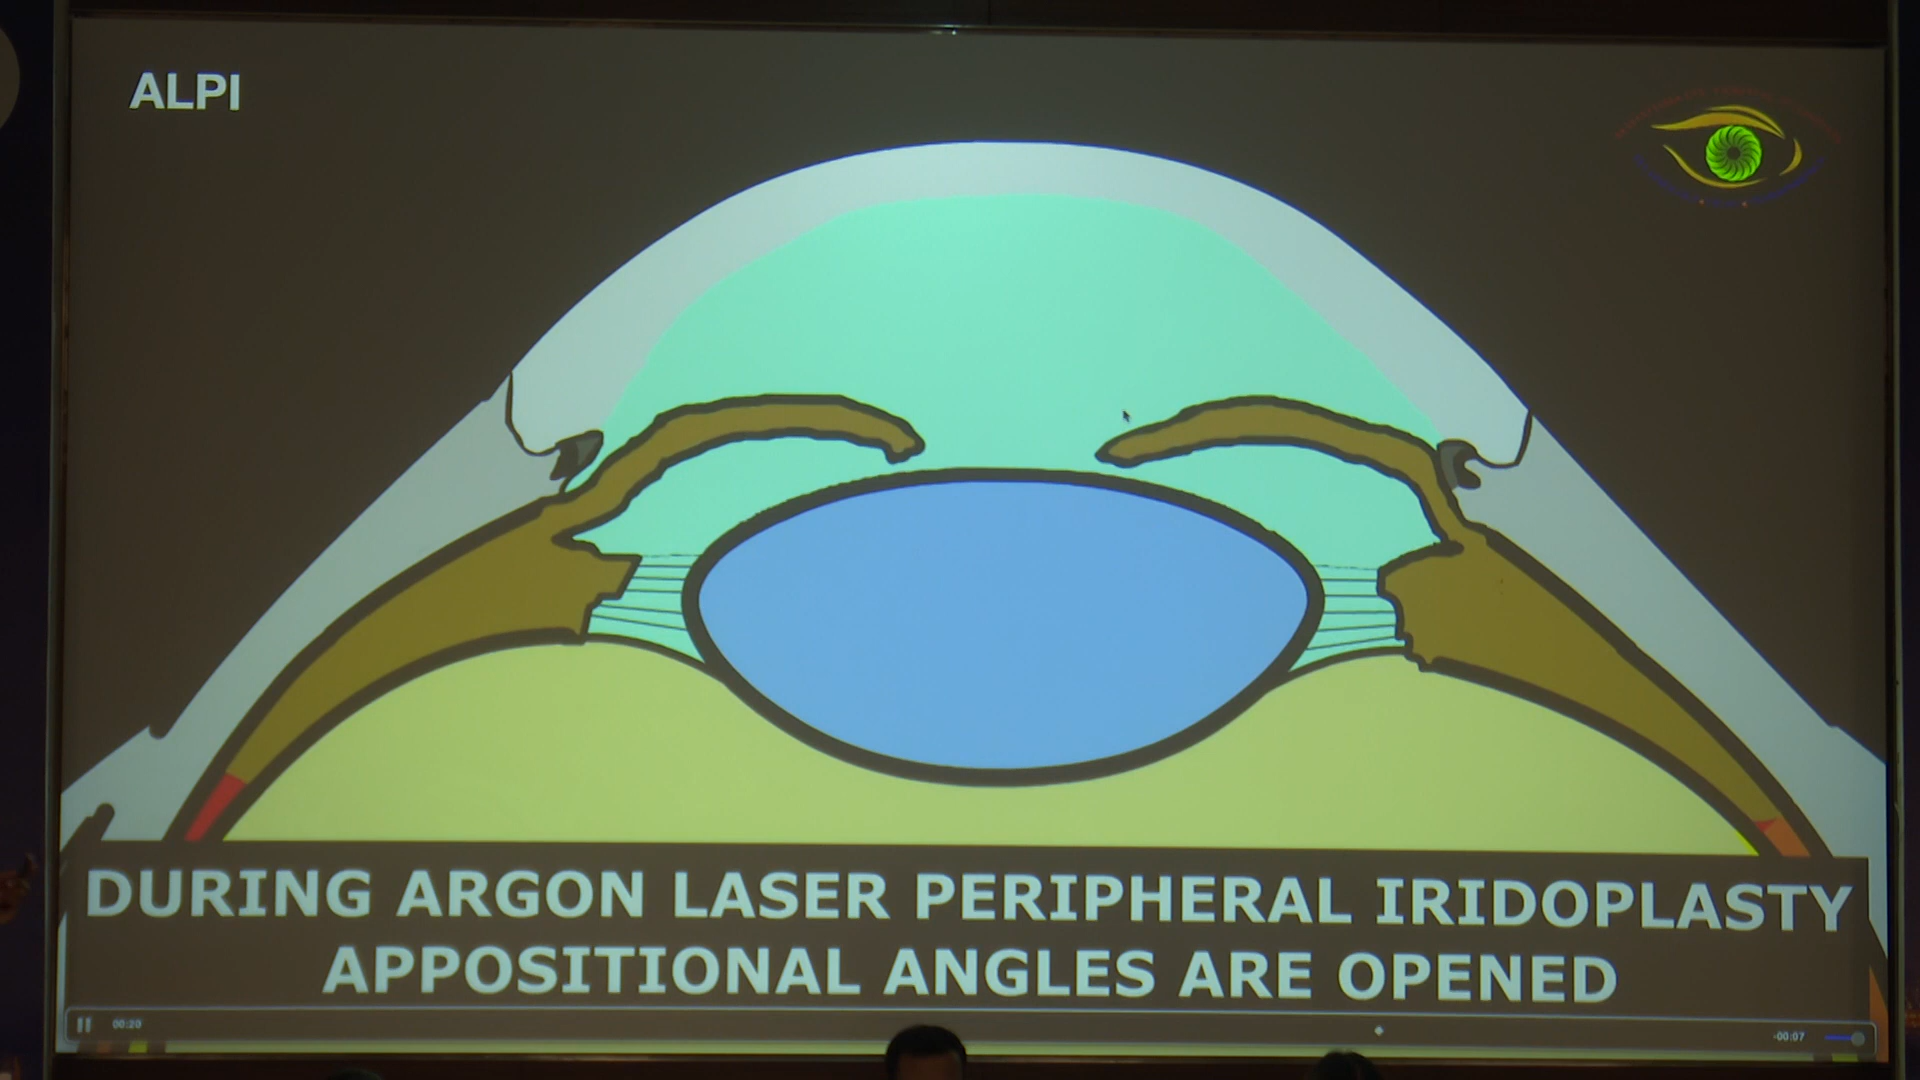 ALPI
DURING ARGON LASER PERIPHERAL IRIDOPLASTY
APPOSITIONAL ANGLES ARE OPENED
00:20
-00:07